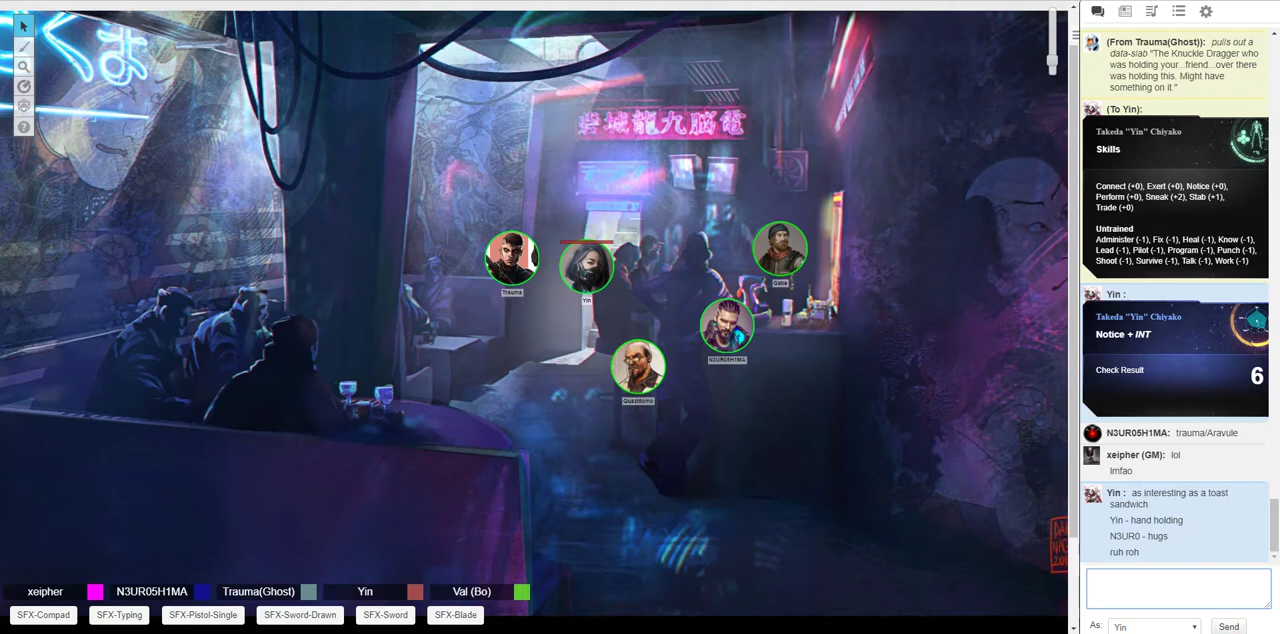 くま
岩城龍九脳電
Trauma
Yin
Gabe
N3UR05H1MA
Quazidomo
xeipher
N3UR05H1MA
Trauma(Ghost)
Yin
Val (Bo)
SFX-Compad
SFX-Typing
SFX-Pistol-Single
SFX-Sword-Drawn
SFX-Sword
SFX-Blade
(From Trauma(Ghost)): pulls out a
data-slab "The Knuckle Dragger who
was holding your...friend...over there
was holding this. Might have
something on it."
(To Yin):
Takeda "Yin" Chiyako
Skills
Connect (+0), Exert (+0), Notice (+0),
Perform (+0), Sneak (+2), Stab (+1),
Trade (+0)
Untrained
Administer (-1), Fix (-1), Heal (-1), Know (-1),
Lead (-1), Pilot (-1), Program (-1), Punch (-1),
Shoot (-1), Survive (-1), Talk (-1), Work (-1)
Yin :
Takeda "Yin" Chiyako
Notice + INT
Check Result
6
N3UR05H1MA: trauma/Aravule
xeipher (GM): lol
lmfao
Yin : as interesting as a toast
sandwich
Yin - hand holding
N3UR0 - hugs
ruh roh
As:
Yin
Send